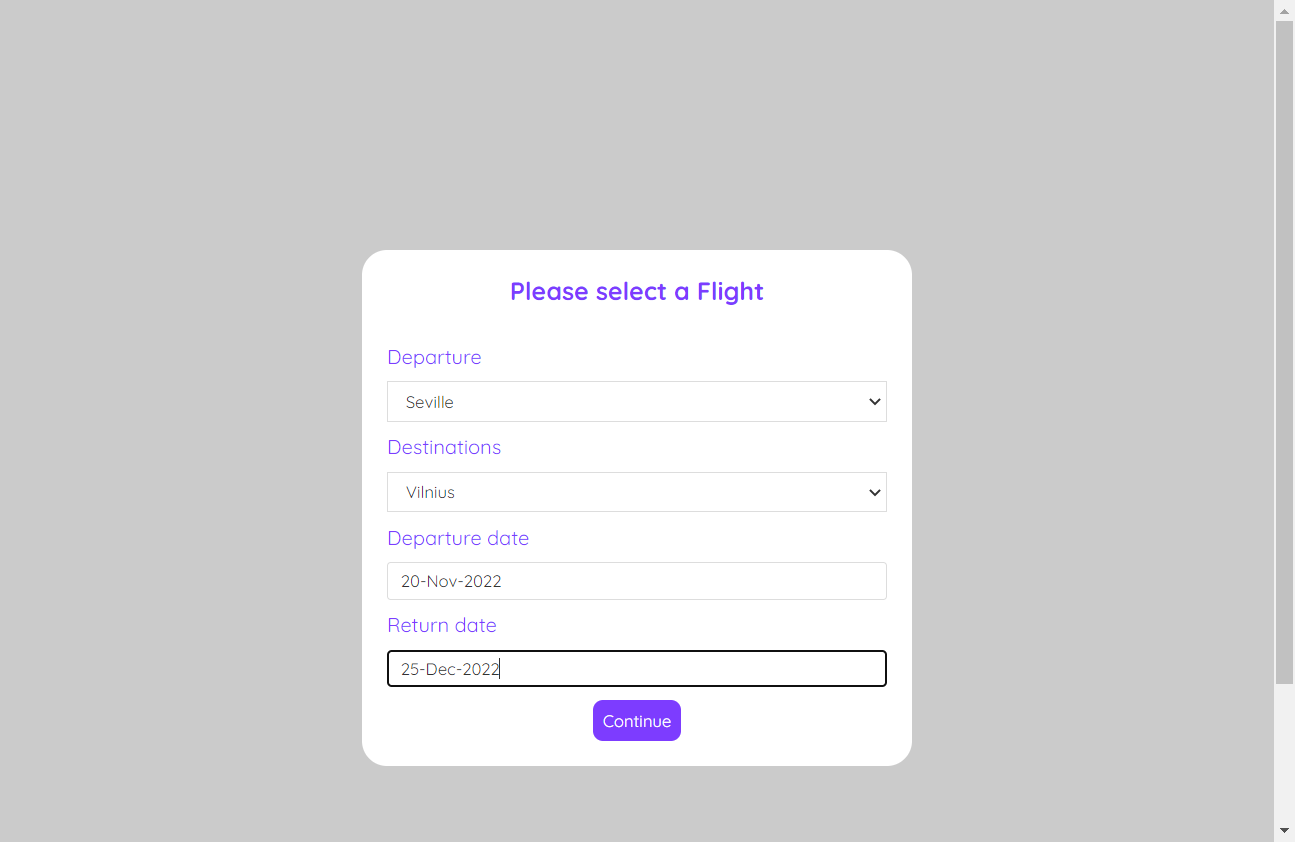 Please select a Flight
Departure
Seville
Destinations
Vilnius
Departure date
20-Nov-2022
Return date
25-Dec-2022
Continue